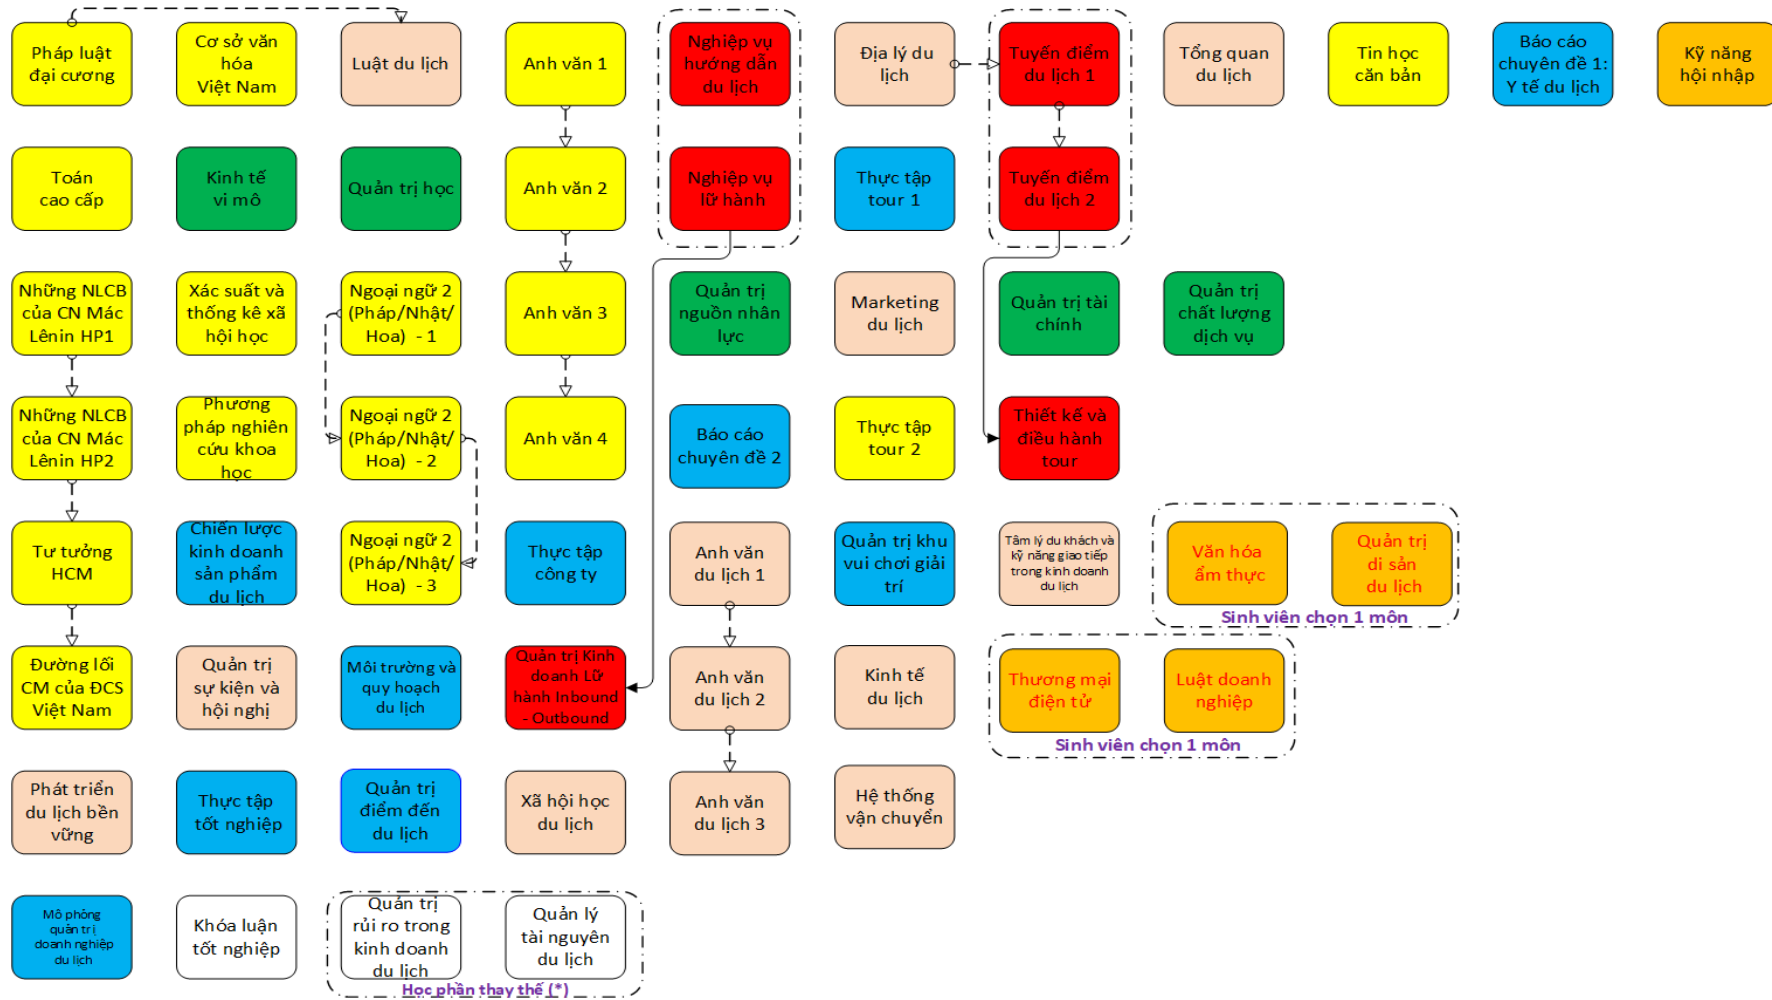 Pháp luật
đại cương
Cơ sở văn
hóa
Việt Nam
Luật du lịch
Anh văn 1
Nghiệp vụ
hướng dẫn
du lịch
Địa lý du
lịch
Tuyến điểm
du lịch 1
Tổng quan
du lịch
Tin học
căn bản
Báo cáo
chuyên đề 1:
Y tế du lịch
Kỹ năng
hội nhập
Toán
cao cấp
Kinh tế
vi mô
Quản trị học
Anh văn 2
Nghiệp vụ
lữ hành
Thực tập
tour 1
Tuyến điểm
du lịch 2
Những NLCB
của CN Mác
Lênin HP1
Xác suất và
thống kê xã
hội học
Ngoại ngữ 2
(Pháp/Nhật/
Hoa) - 1
Anh văn 3
Quản trị
nguồn nhân
lực
Marketing
du lịch
Quản trị tài
chính
Quản trị
chất lượng
dịch vụ
Những NLCB
của CN Mác
Lênin HP2
Phương
pháp nghiên
cứu khoa
học
Ngoại ngữ 2
(Pháp/Nhật/
Hoa) - 2
Anh văn 4
Báo cáo
chuyên đề 2
Thực tập
tour 2
Thiết kế và
điều hành
tour
Tư tưởng
HCM
Chiến lược
kinh doanh
sản phẩm
du lịch
Ngoại ngữ 2
(Pháp/Nhật/
Hoa) - 3
Thực tập
công ty
Anh văn
du lịch 1
Quản trị khu
vui chơi giải
trí
Tâm lý du khách và
kỹ năng giao tiếp
trong kinh doanh
du lịch
Văn hóa
ẩm thực
Quản trị
di sản
du lịch
Sinh viên chọn 1 môn
Đường lối
CM của ĐCS
Việt Nam
Quản trị
sự kiện và
hội nghị
Môi trường và
quy hoạch
du lịch
Quản trị Kinh
doanh Lữ
hành Inbound
- Outbound
Anh văn
du lịch 2
Kinh tế
du lịch
Thương mại
điện tử
Luật doanh
nghiệp
Sinh viên chọn 1 môn
Phát triển
du lịch bền
vững
Thực tập
tốt nghiệp
Quản trị
điểm đến
du lịch
Xã hội học
du lịch
Anh văn
du lịch 3
Hệ thống
vận chuyển
Mô phỏng
quản trị
doanh nghiệp
du lịch
Khóa luận
tốt nghiệp
Quản trị
rủi ro trong
kinh doanh
du lịch
Quản lý
tài nguyên
du lịch
Học phần thay thế (*)